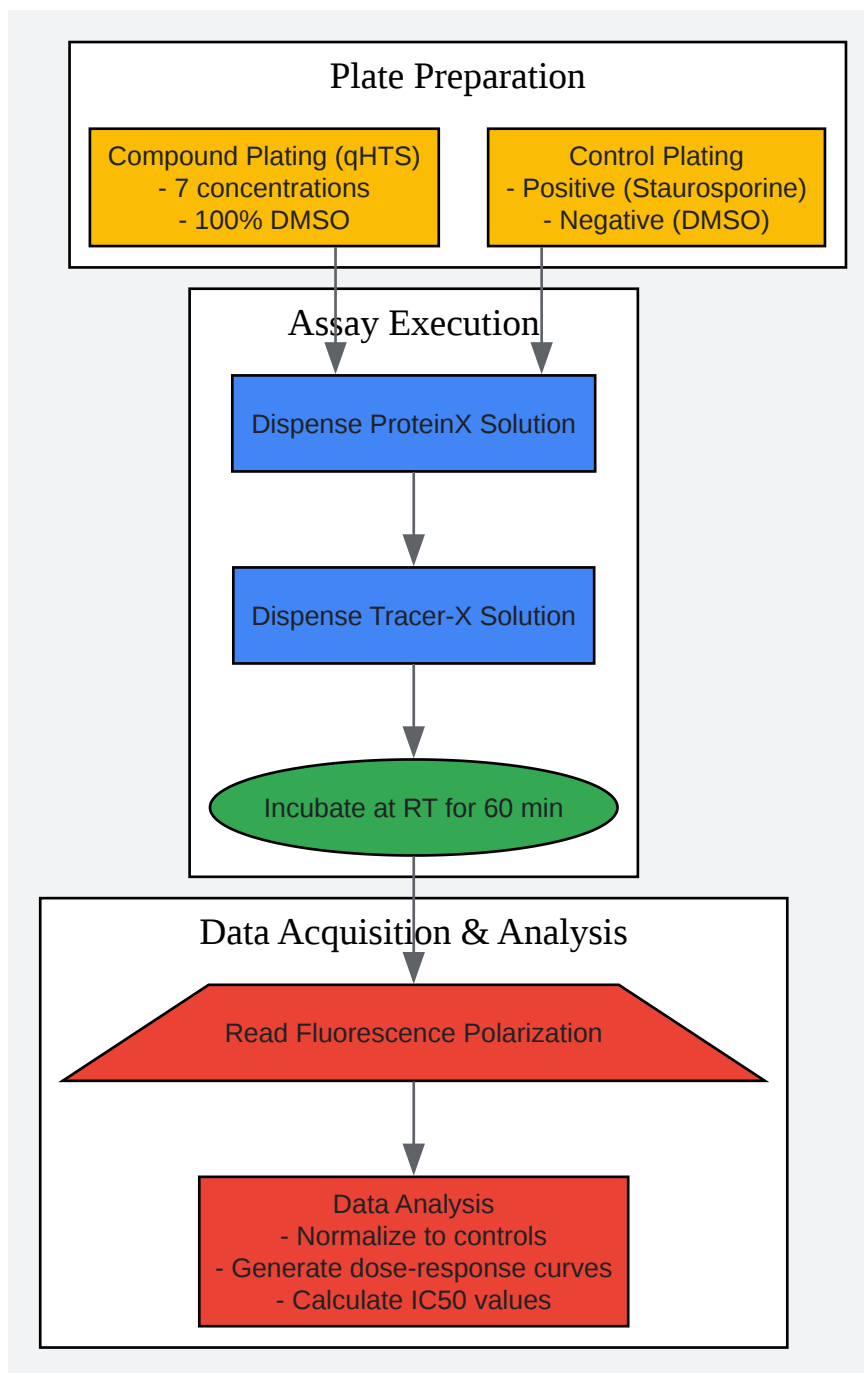 Plate Preparation
Compound Plating (qHTS)
- 7 concentrations
- 100% DMSO
Control Plating
- Positive (Staurosporine)
- Negative (DMSO)
Assay Execution
Dispense ProteinX Solution
Dispense Tracer-X Solution
Incubate at RT for 60 min
Data Acquisition & Analysis
Read Fluorescence Polarization
Data Analysis
- Normalize to controls
- Generate dose-response curves
- Calculate IC50 values